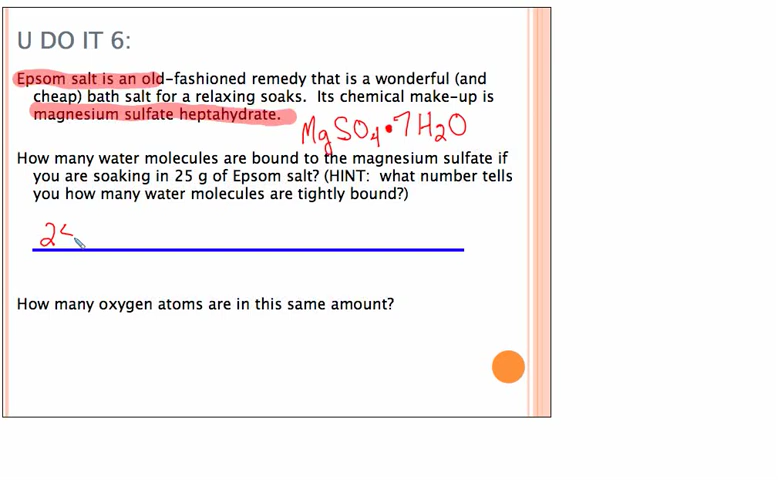 U DO IT 6:
Epsom salt is an old-fashioned remedy that is a wonderful (and
cheap) bath salt for a relaxing soaks. Its chemical make-up is
magnesium sulfate heptahydrate.
MgSO₄•7H₂O
How many water molecules are bound to the magnesium sulfate if
you are soaking in 25 g of Epsom salt? (HINT: what number tells
you how many water molecules are tightly bound?)
How many oxygen atoms are in this same amount?